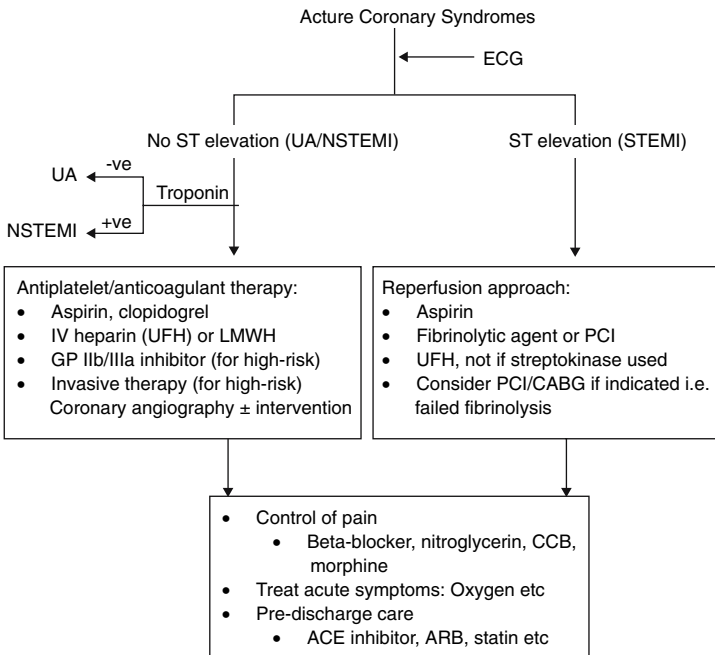 Acture Coronary Syndromes
ECG
No ST elevation (UA/NSTEMI)
ST elevation (STEMI)
-ve
UA
Troponin
+ve
NSTEMI
Antiplatelet/anticoagulant therapy:
• Aspirin, clopidogrel
• IV heparin (UFH) or LMWH
• GP IIb/IIIa inhibitor (for high-risk)
• Invasive therapy (for high-risk)
Coronary angiography ± intervention
Reperfusion approach:
• Aspirin
• Fibrinolytic agent or PCI
• UFH, not if streptokinase used
• Consider PCI/CABG if indicated i.e.
failed fibrinolysis
• Control of pain
• Beta-blocker, nitroglycerin, CCB,
morphine
• Treat acute symptoms: Oxygen etc
• Pre-discharge care
• ACE inhibitor, ARB, statin etc